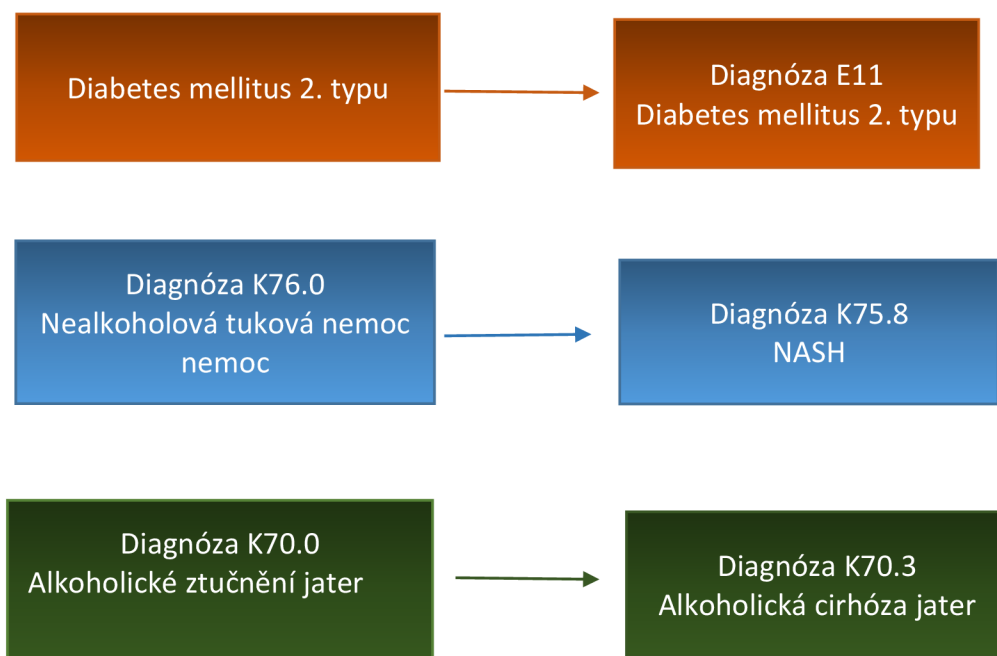 Diabetes mellitus 2. typu
Diagnóza E11
Diabetes mellitus 2. typu
Diagnóza K76.0
Nealkoholová tuková nemoc
nemoc
Diagnóza K75.8
NASH
Diagnóza K70.0
Alkoholické ztučnění jater
Diagnóza K70.3
Alkoholická cirhóza jater